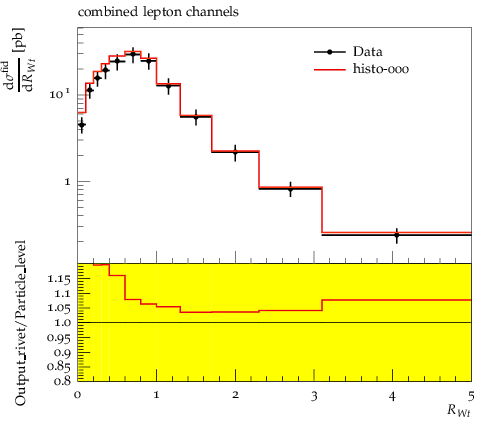 combined lepton channels
dσ^fid/dR_Wt [pb]
Data
histo-000
10^1
1
Output_rivet/Particle_level
1.15
1.1
1.05
1.0
0.95
0.9
0.85
0.8
0 1 2 3 4 5
R_Wt